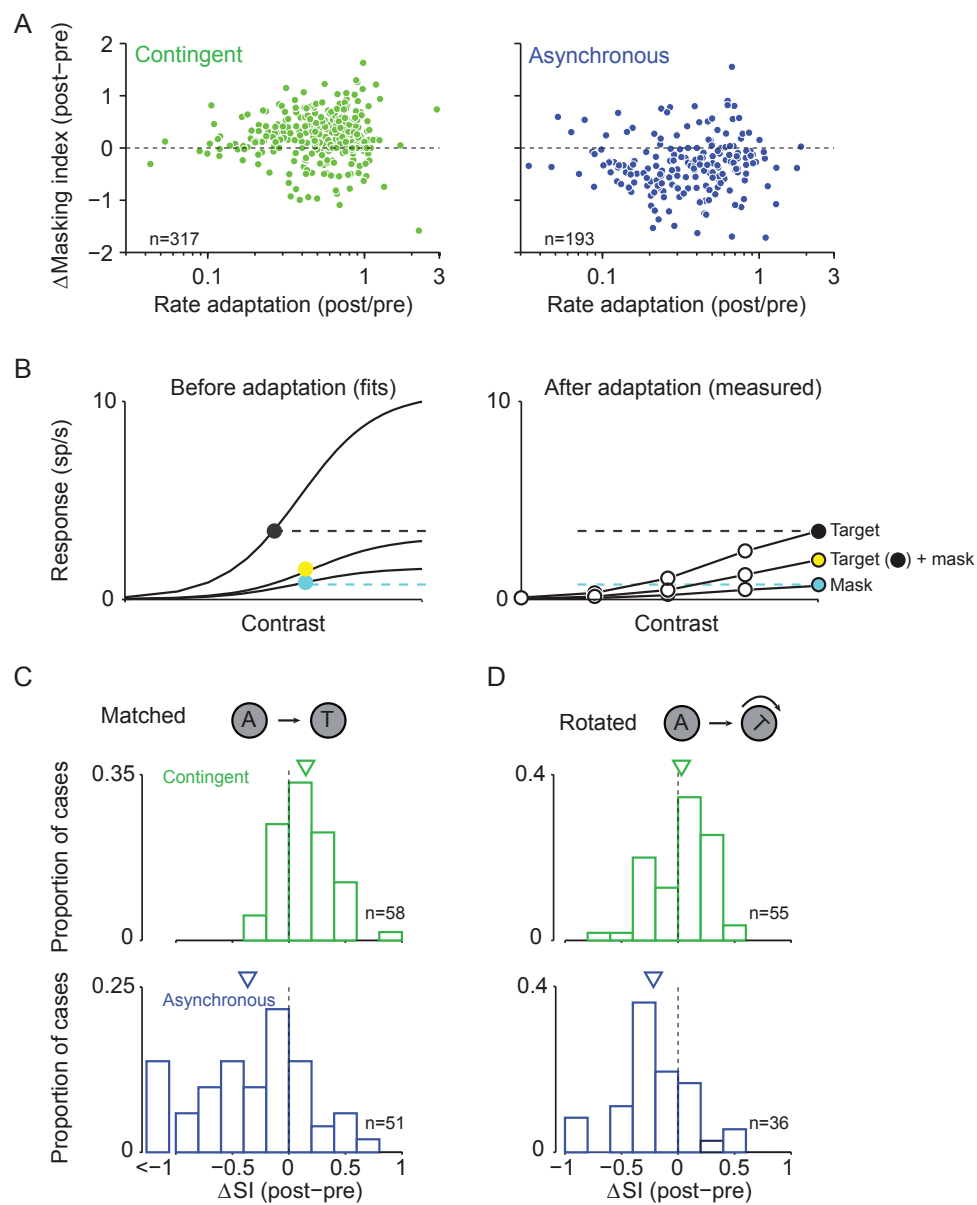 A
ΔMasking index (post−pre)
2
1
0
−1
−2
Contingent
n=317
0.1
1
3
Rate adaptation (post/pre)
Asynchronous
n=193
0.1
1
3
Rate adaptation (post/pre)
B
Before adaptation (fits)
Response (sp/s)
10
0
Contrast
After adaptation (measured)
10
0
Contrast
Target
Target ( ) + mask
Mask
C
Matched
A
T
Proportion of cases
0.35
0
Contingent
n=58
Proportion of cases
0.25
0
Asynchronous
n=51
<−1
−0.5
0
0.5
1
ΔSI (post−pre)
D
Rotated
A
T
0.4
0
n=55
0.4
0
n=36
−1
−0.5
0
0.5
1
ΔSI (post−pre)